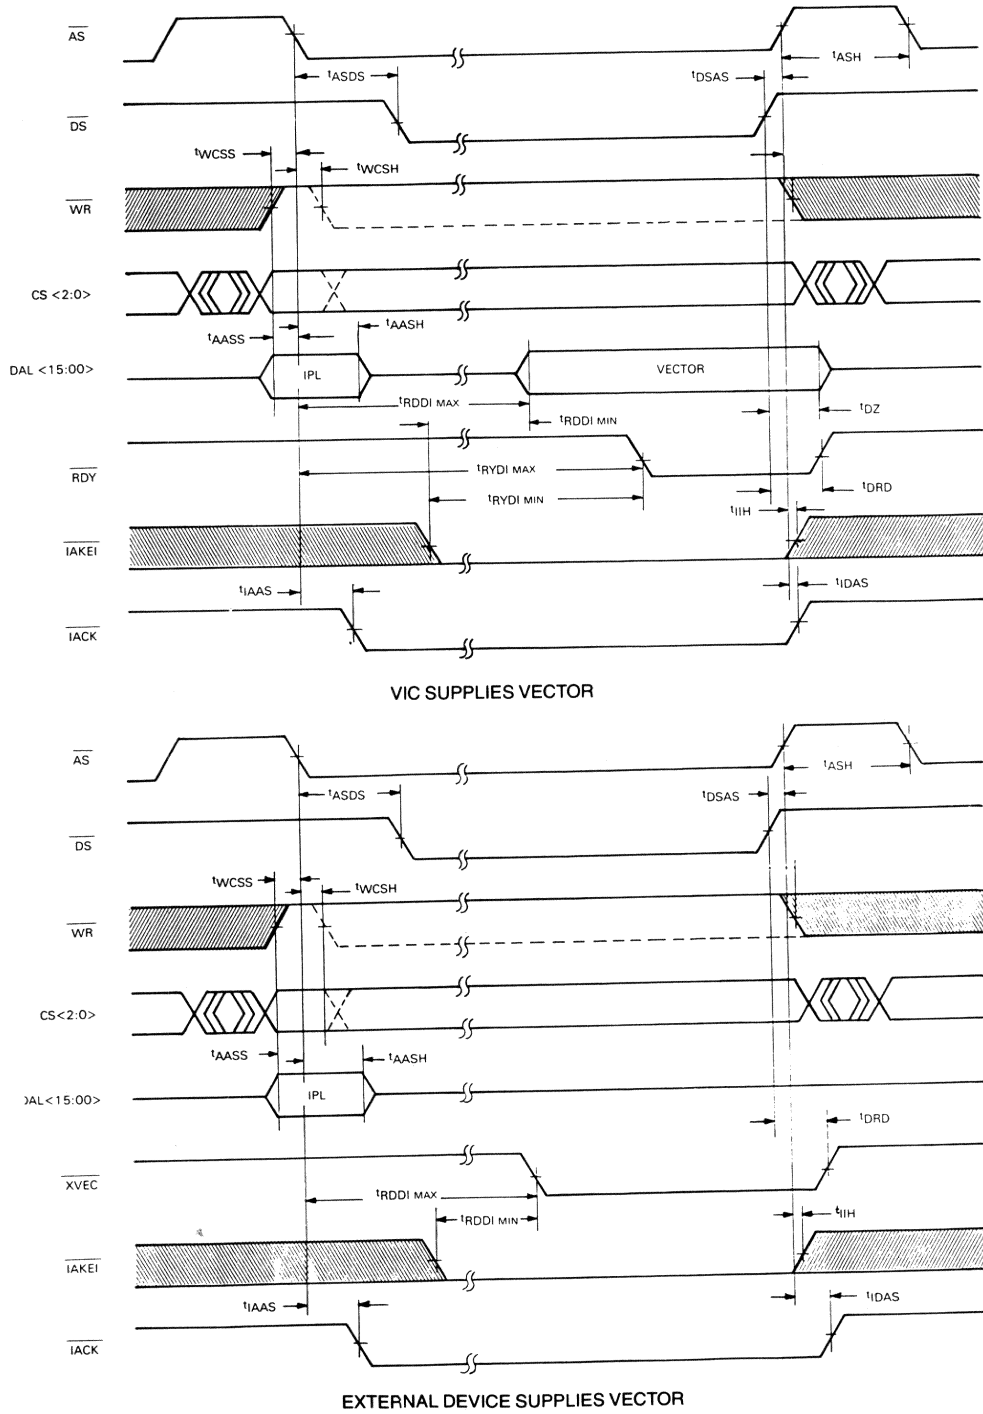 AS
tASDS
tDSAS
tASH
DS
tWCSS
tWCSH
WR
CS <2:0>
tAASS
tAASH
DAL <15:00>
IPL
VECTOR
tRDDI MAX
tRDDI MIN
tDZ
RDY
tRYDI MAX
tRYDI MIN
tDRD
tIIH
IAKEI
tIAAS
tIDAS
IACK
VIC SUPPLIES VECTOR
AS
tASDS
tDSAS
tASH
DS
tWCSS
tWCSH
WR
CS<2:0>
tAASS
tAASH
DAL<15:00>
IPL
tDRD
XVEC
tRDDI MAX
tRDDI MIN
tIIH
IAKEI
tIAAS
tIDAS
IACK
EXTERNAL DEVICE SUPPLIES VECTOR